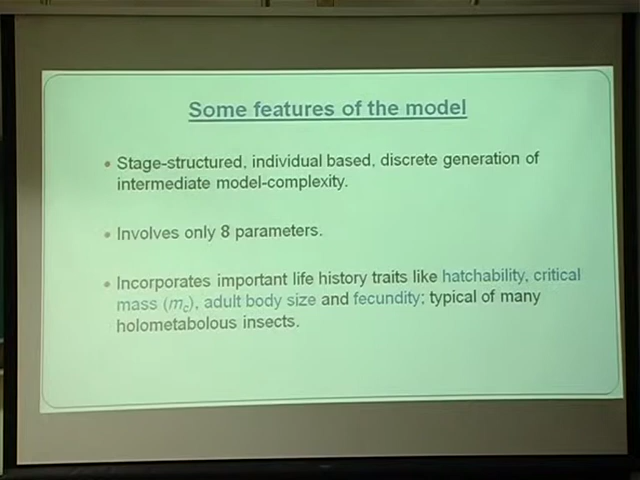 Some features of the model
• Stage-structured, individual based, discrete generation of
intermediate model-complexity.
• Involves only 8 parameters.
• Incorporates important life history traits like hatchability, critical
mass (mc), adult body size and fecundity; typical of many
holometabolous insects.